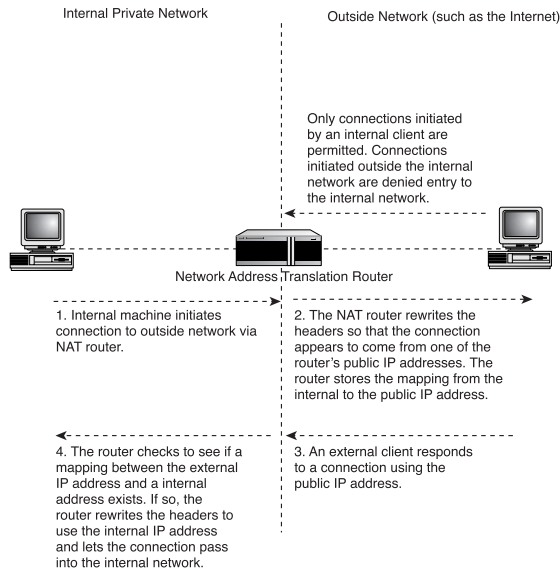 Internal Private Network
Outside Network (such as the Internet)
Only connections initiated
by an internal client are
permitted. Connections
initiated outside the internal
network are denied entry to
the internal network.
Network Address Translation Router
1. Internal machine initiates
connection to outside network via
NAT router.
2. The NAT router rewrites the
headers so that the connection
appears to come from one of the
router's public IP addresses. The
router stores the mapping from the
internal to the public IP address.
3. An external client responds
to a connection using the
public IP address.
4. The router checks to see if a
mapping between the external
IP address and a internal
address exists. If so, the
router rewrites the headers to
use the internal IP address
and lets the connection pass
into the internal network.